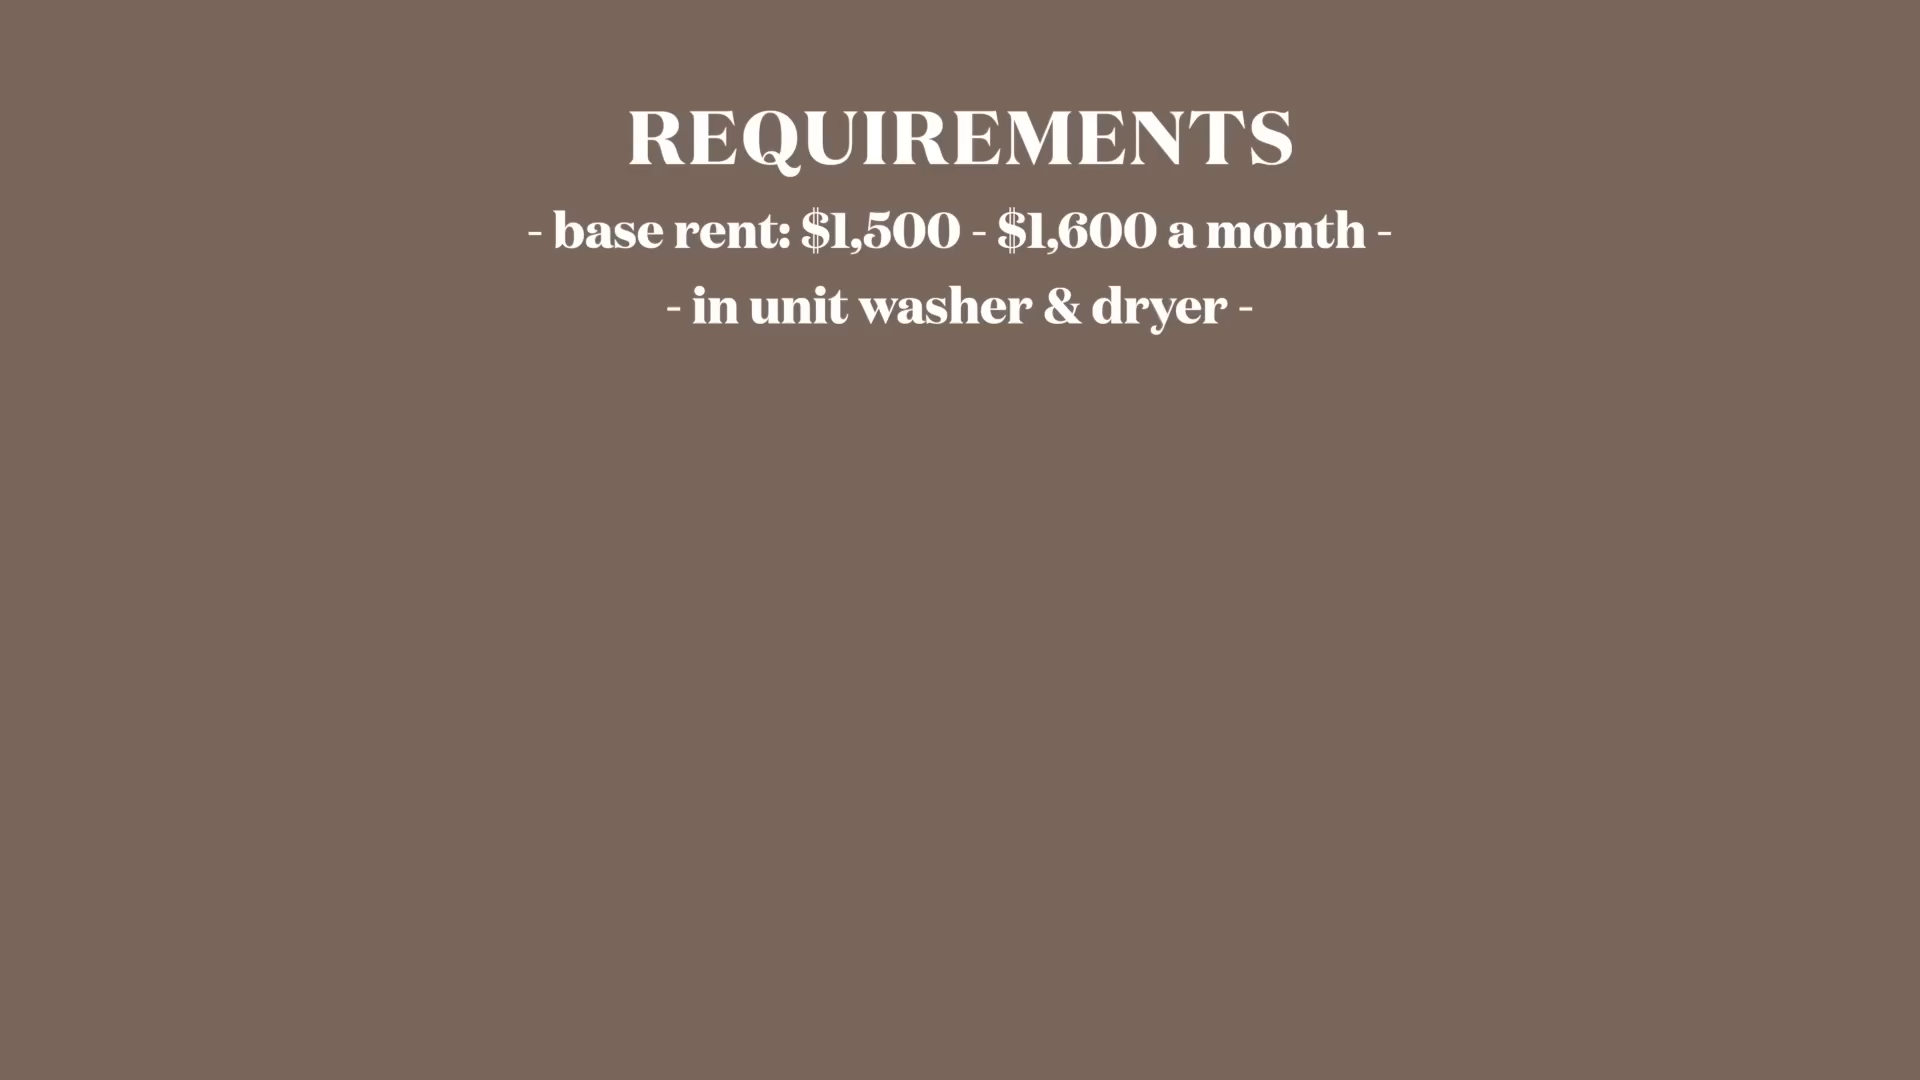 REQUIREMENTS
- base rent: $1,500 - $1,600 a month -
- in unit washer & dryer -